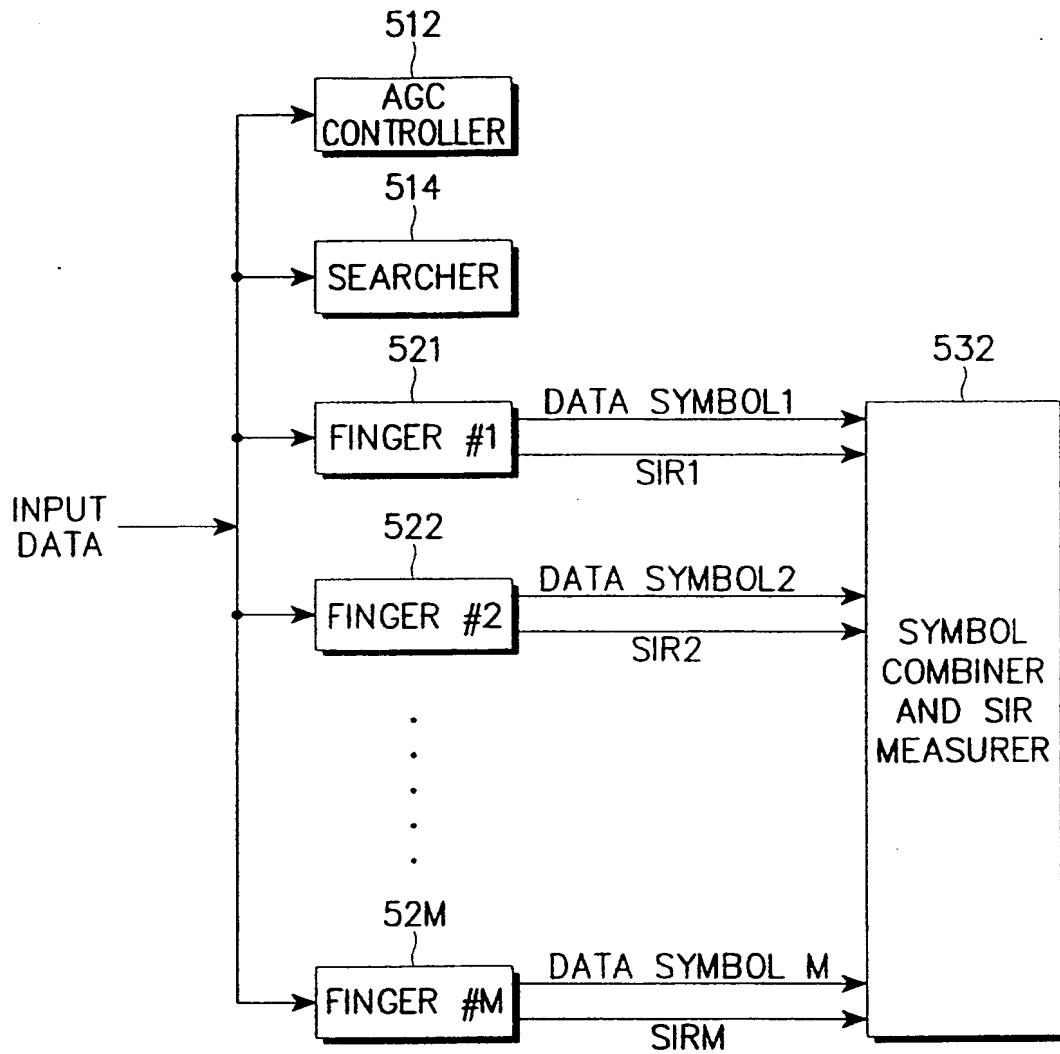 512
AGC
CONTROLLER
514
SEARCHER
521
FINGER #1
DATA SYMBOL1
SIR1
532
INPUT
DATA
522
FINGER #2
DATA SYMBOL2
SIR2
SYMBOL
COMBINER
AND SIR
MEASURER
52M
FINGER #M
DATA SYMBOL M
SIRM